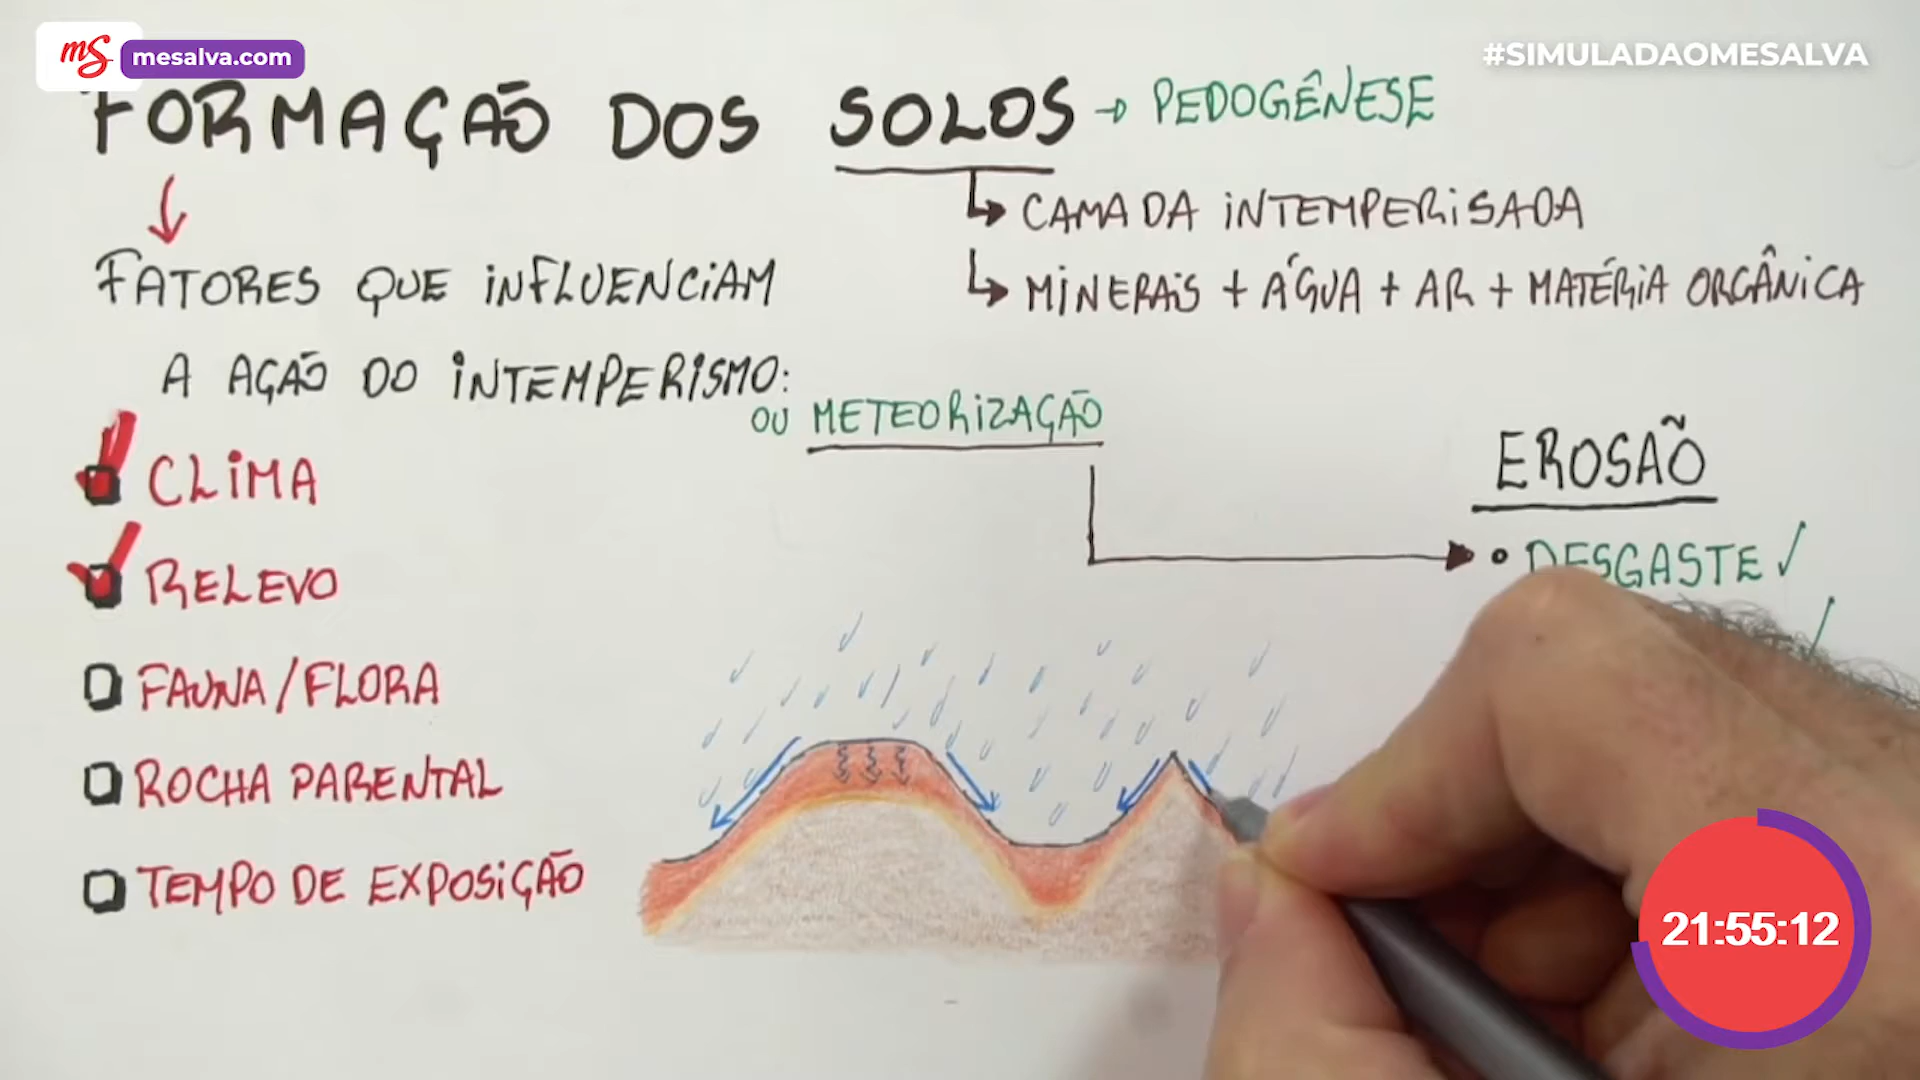 mS mesalva.com
#SIMULADAOMESALVA
FORMAÇÃO DOS SOLOS → PEDOGÊNESE
CAMADA INTEMPERISADA
MINERAIS + ÁGUA + AR + MATÉRIA ORGÂNICA
FATORES QUE INFLUENCIAM
A AÇÃO DO INTEMPERISMO:
OU METEORIZAÇÃO
CLIMA
RELEVO
FAUNA/FLORA
ROCHA PARENTAL
TEMPO DE EXPOSIÇÃO
EROSÃO
• DESGASTE ✓
21:55:12